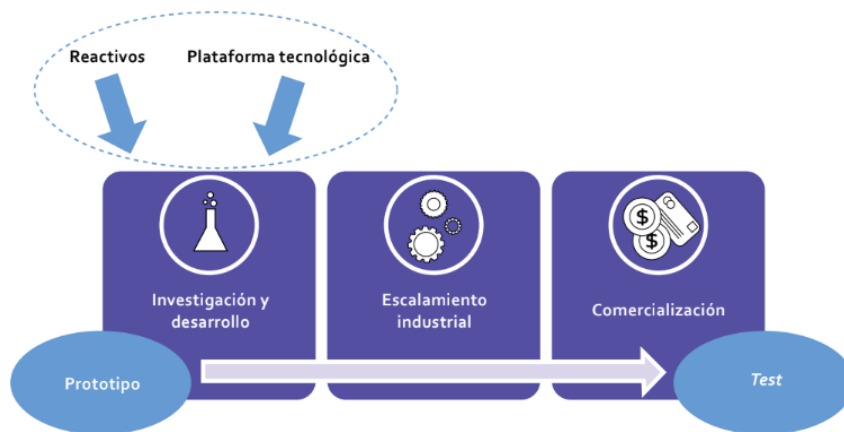 Reactivos
Plataforma tecnológica
$
$
Investigación y
desarrollo
Escalamiento
industrial
Comercialización
Prototipo
Test